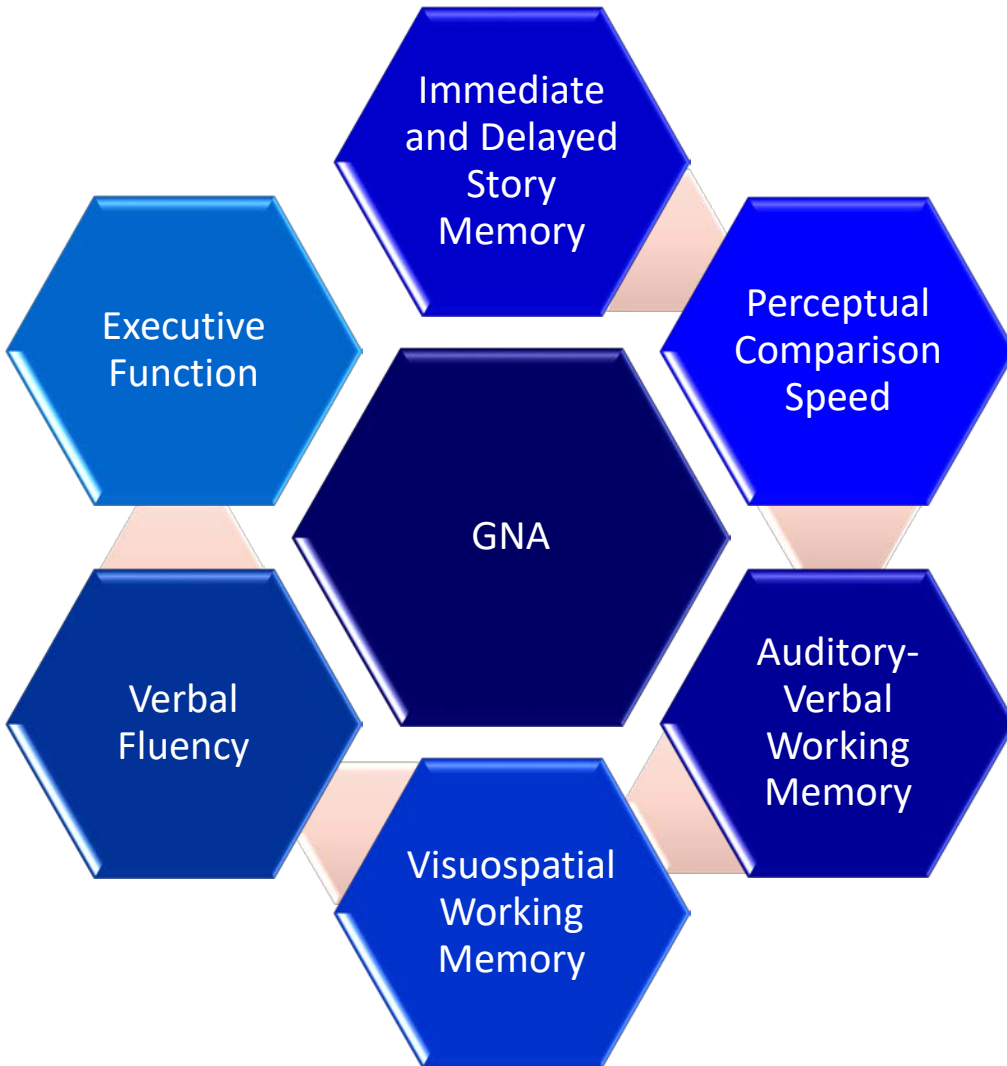 Immediate
and Delayed
Story
Memory
Executive
Function
Perceptual
Comparison
Speed
GNA
Verbal
Fluency
Auditory-
Verbal
Working
Memory
Visuospatial
Working
Memory